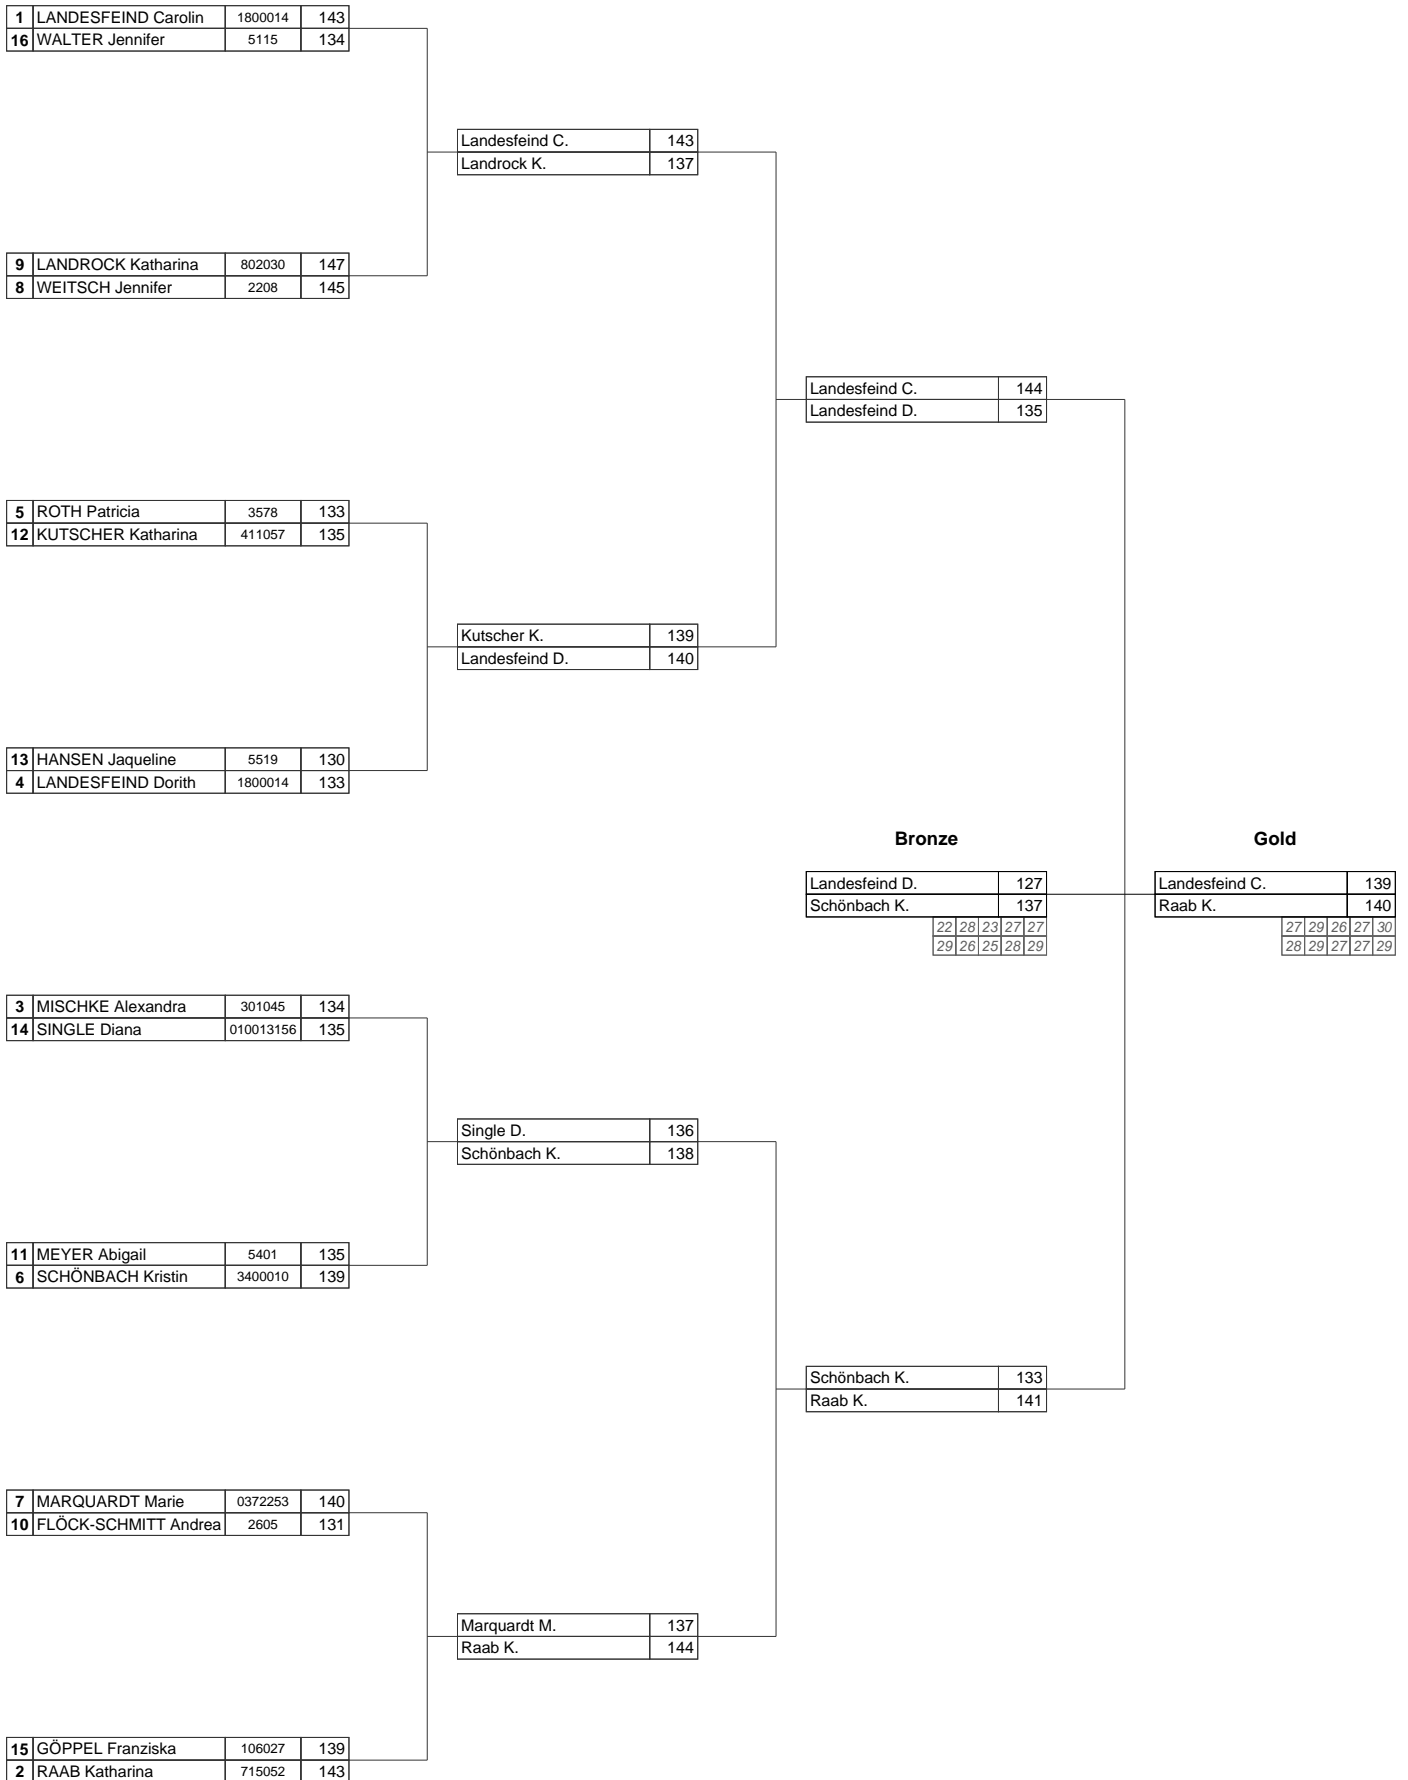 1 LANDESFEIND Carolin 1800014 143
16 WALTER Jennifer 5115 134
Landesfeind C. 143
Landrock K. 137
9 LANDROCK Katharina 802030 147
8 WEITSCH Jennifer 2208 145
Landesfeind C. 144
Landesfeind D. 135
5 ROTH Patricia 3578 133
12 KUTSCHER Katharina 411057 135
Kutscher K. 139
Landesfeind D. 140
13 HANSEN Jaqueline 5519 130
4 LANDESFEIND Dorith 1800014 133
Bronze Gold
Landesfeind D. 127 Landesfeind C. 139
Schönbach K. 137 Raab K. 140
22 28 23 27 27 27 29 26 27 30
29 26 25 28 29 28 29 27 27 29
3 MISCHKE Alexandra 301045 134
14 SINGLE Diana 010013156 135
Single D. 136
Schönbach K. 138
11 MEYER Abigail 5401 135
6 SCHÖNBACH Kristin 3400010 139
Schönbach K. 133
Raab K. 141
7 MARQUARDT Marie 0372253 140
10 FLÖCK-SCHMITT Andrea 2605 131
Marquardt M. 137
Raab K. 144
15 GÖPPEL Franziska 106027 139
2 RAAB Katharina 715052 143